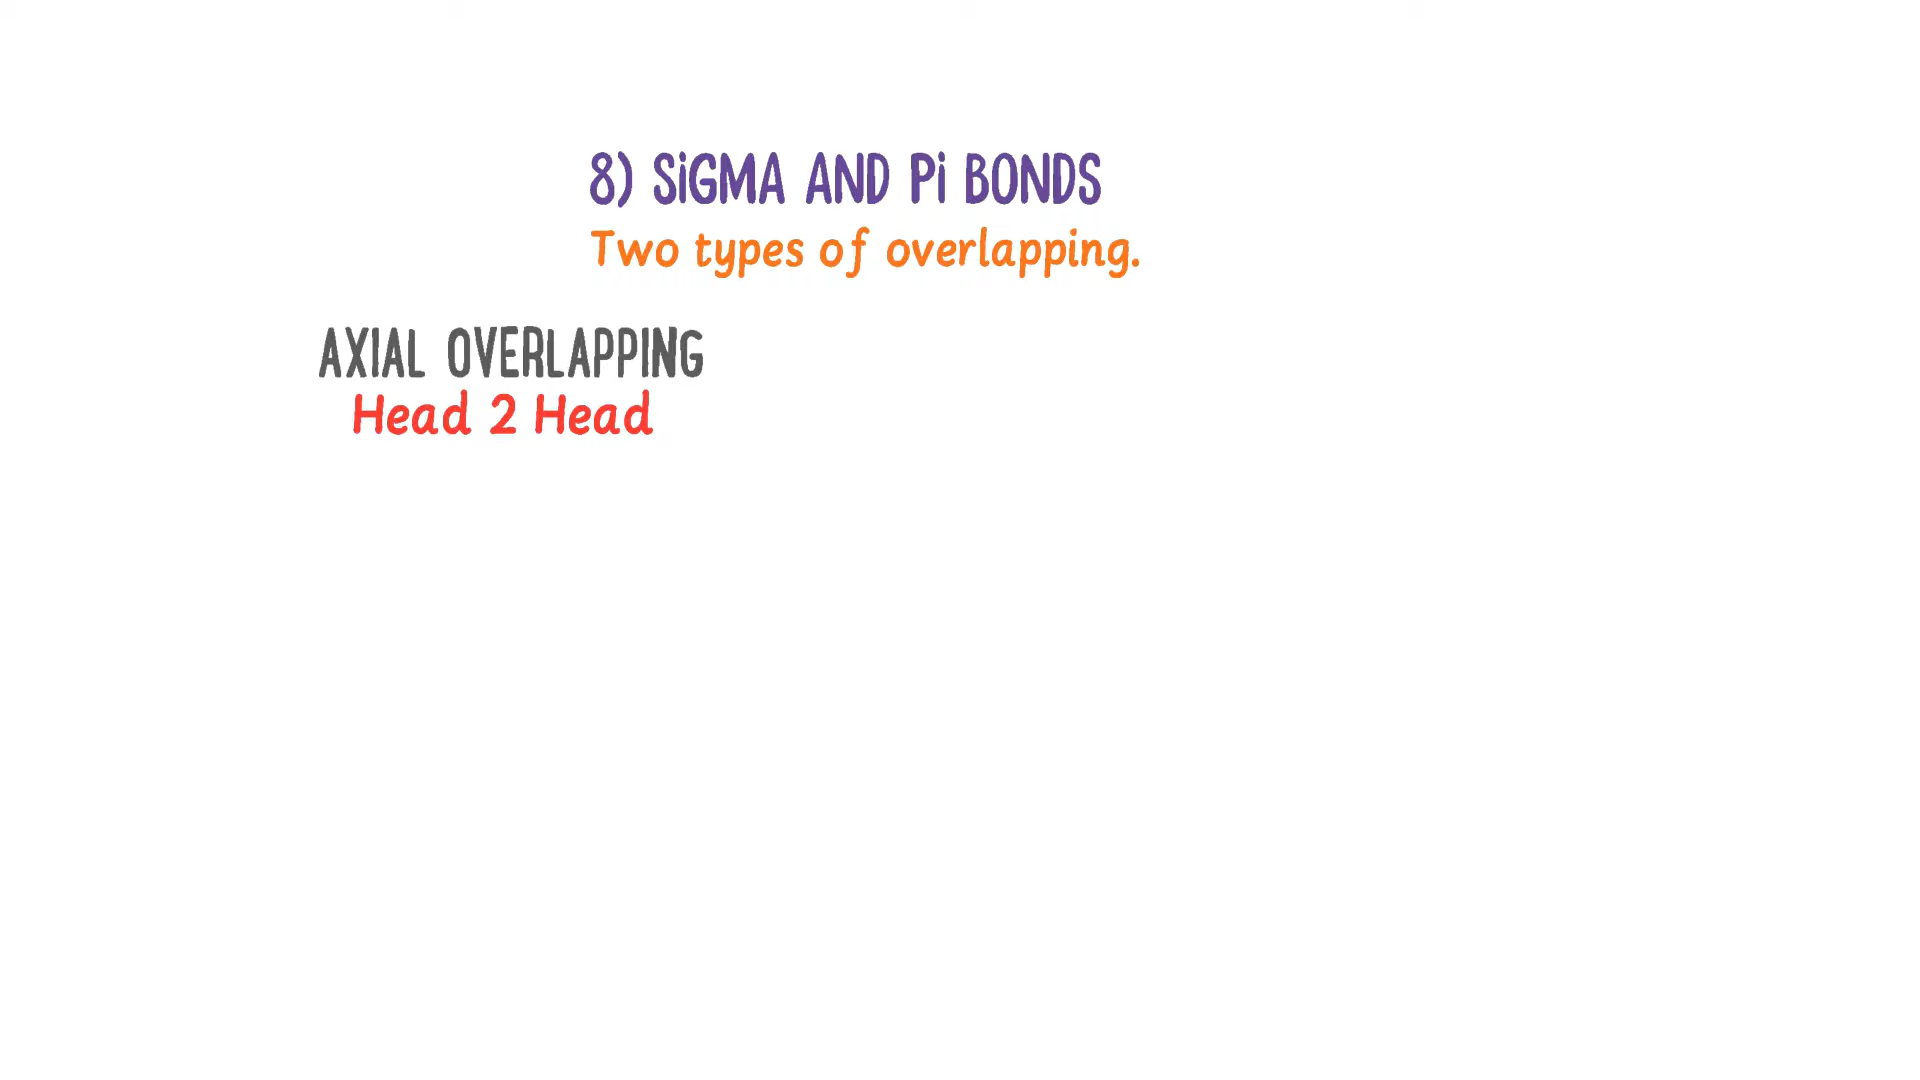 8) SiGMA AND Pi BONDS
Two types of overlapping.
AXIAL OVERLAPPING
Head 2 Head